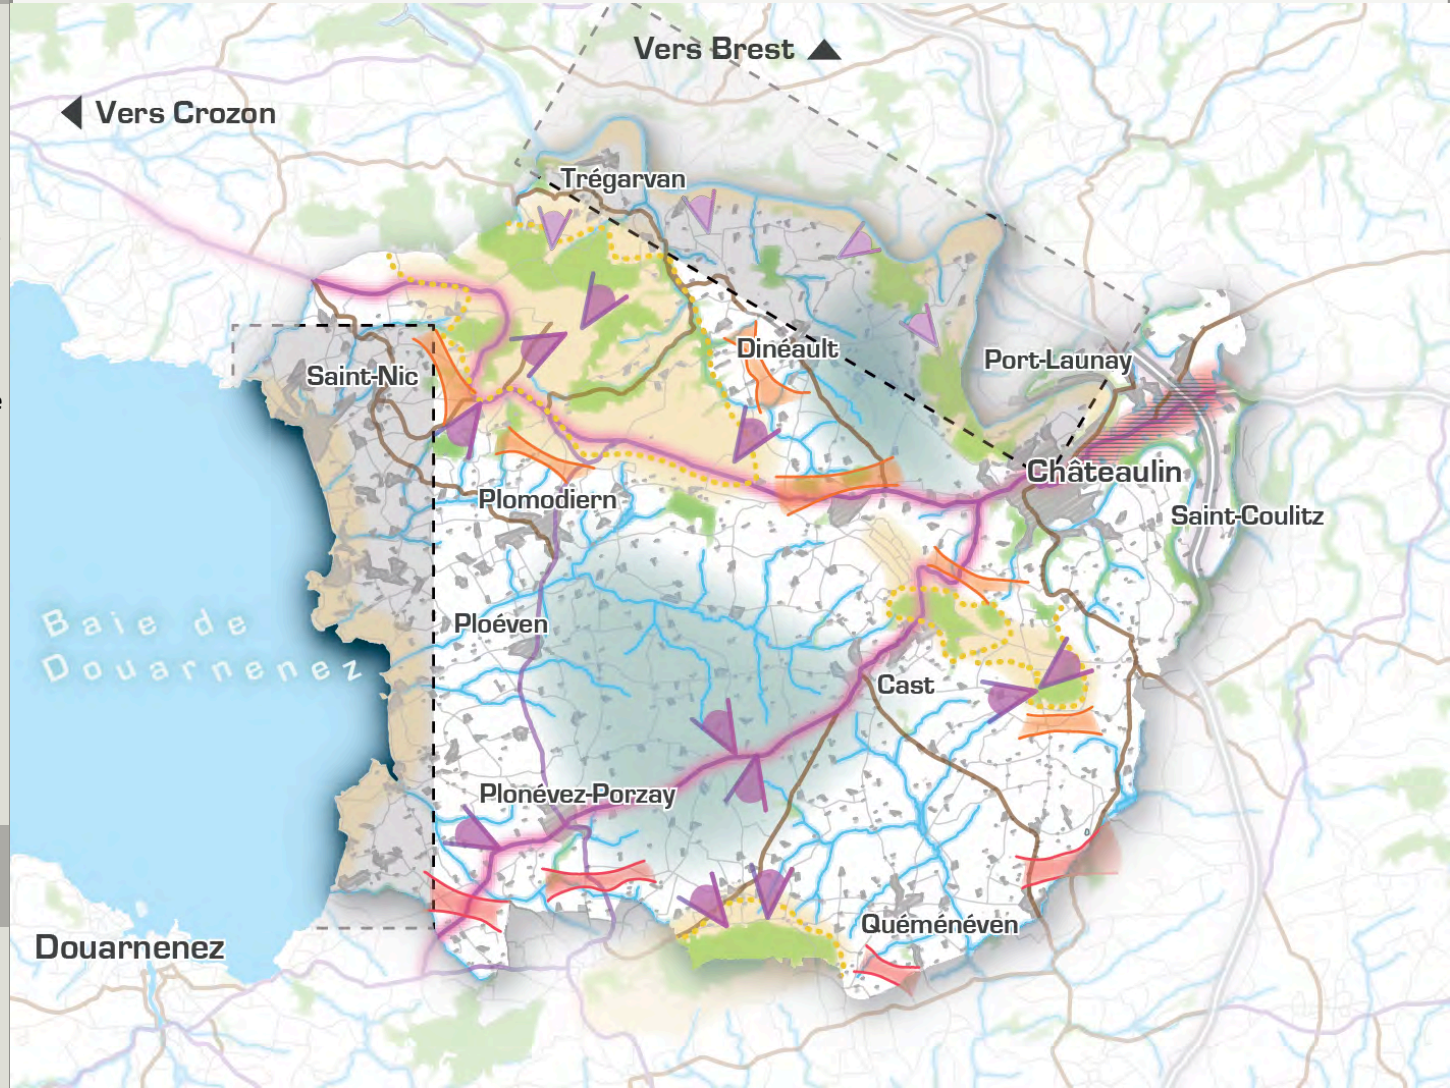 Vers Brest
Vers Crozon
Trégarvan
Dinéault
Port-Launay
Saint-Nic
Châteaulin
Plomodiern
Saint-Coulitz
Baie de
Douarnenez
Ploéven
Cast
Plonévez-Porzay
Quéménéven
Douarnenez